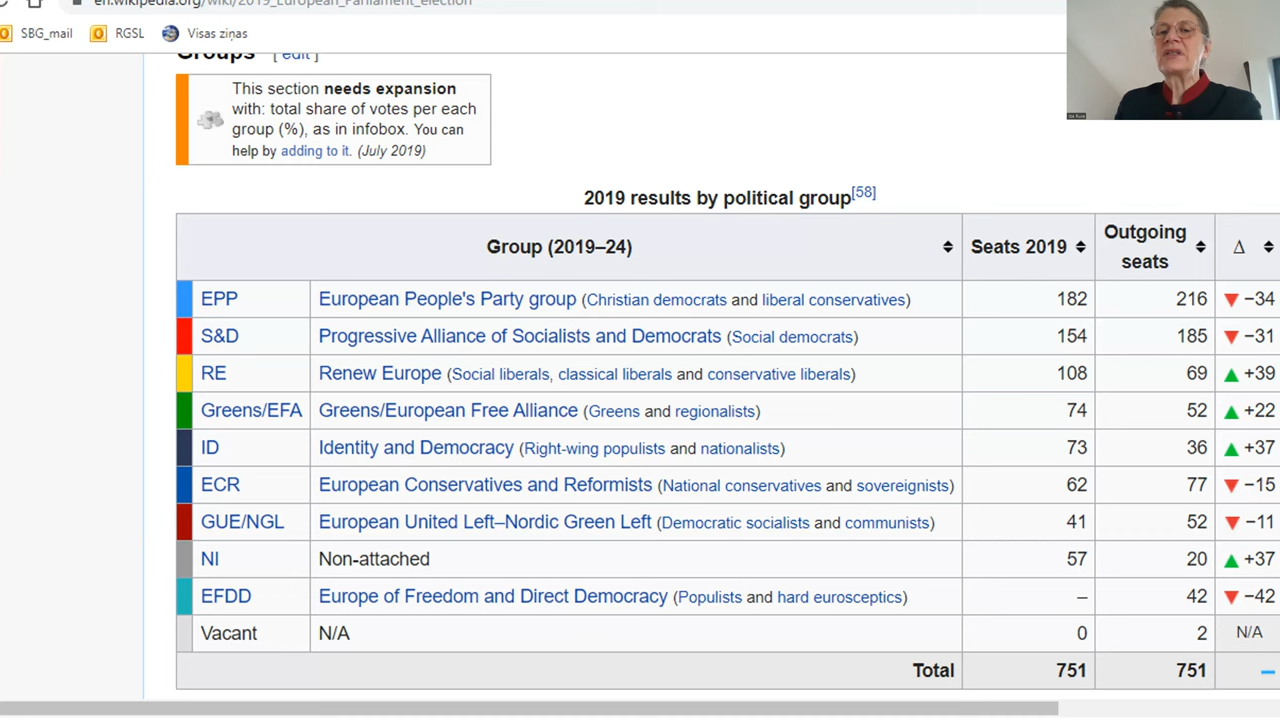 en.wikipedia.org/wiki/2019_European_Parliament_election
SBG_mail RGSL Visas ziņas
Groups [ edit ]
This section needs expansion
with: total share of votes per each
group (%), as in infobox. You can
help by adding to it. (July 2019)
2019 results by political group[58]
Group (2019–24) Seats 2019 Outgoing seats Δ
EPP European People's Party group (Christian democrats and liberal conservatives) 182 216 ▼ −34
S&D Progressive Alliance of Socialists and Democrats (Social democrats) 154 185 ▼ −31
RE Renew Europe (Social liberals, classical liberals and conservative liberals) 108 69 ▲ +39
Greens/EFA Greens/European Free Alliance (Greens and regionalists) 74 52 ▲ +22
ID Identity and Democracy (Right-wing populists and nationalists) 73 36 ▲ +37
ECR European Conservatives and Reformists (National conservatives and sovereignists) 62 77 ▼ −15
GUE/NGL European United Left–Nordic Green Left (Democratic socialists and communists) 41 52 ▼ −11
NI Non-attached 57 20 ▲ +37
EFDD Europe of Freedom and Direct Democracy (Populists and hard eurosceptics) – 42 ▼ −42
Vacant N/A 0 2 N/A
Total 751 751